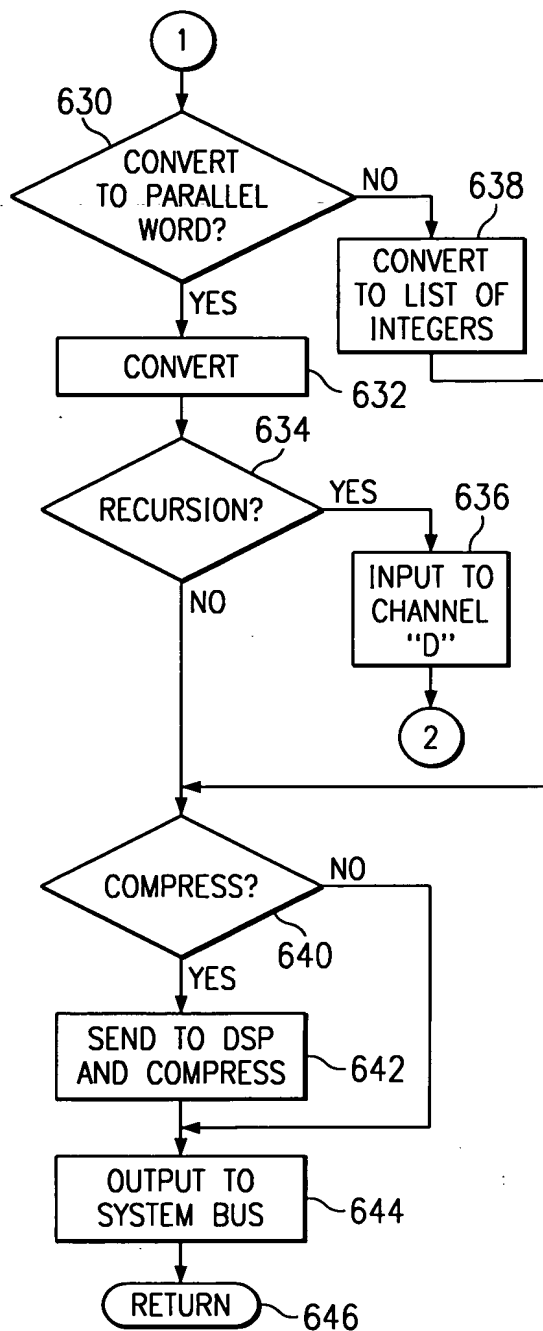 1
630
CONVERT
TO PARALLEL
WORD?
NO
638
CONVERT
TO LIST OF
INTEGERS
YES
CONVERT
632
634
RECURSION?
YES
636
INPUT TO
CHANNEL
"D"
NO
2
COMPRESS?
NO
640
YES
SEND TO DSP
AND COMPRESS
642
OUTPUT TO
SYSTEM BUS
644
RETURN
646